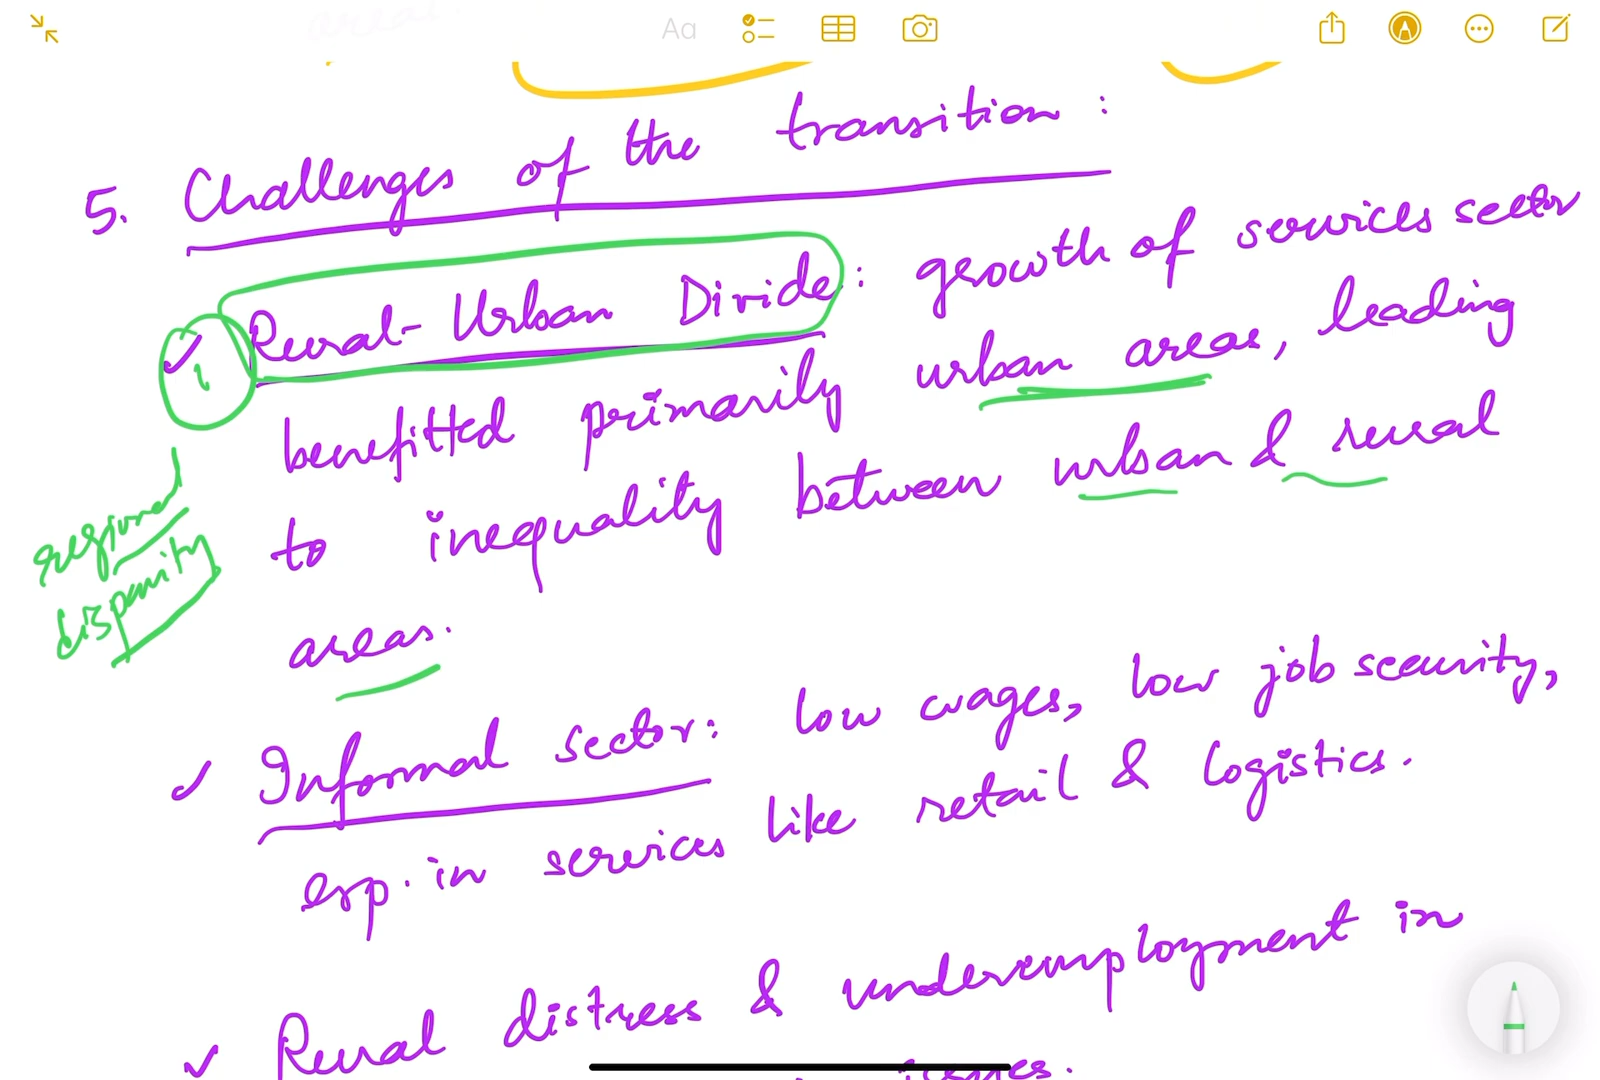 Aa
5. Challenges of the transition :
✓ i Rural-Urban Divide : growth of services sector
benefitted primarily urban areas, leading
to inequality between urban & rural
areas.
regional
disparity
✓ Informal sector : low wages, low job security,
esp. in services like retail & logistics.
✓ Rural distress & underemployment in
issues.